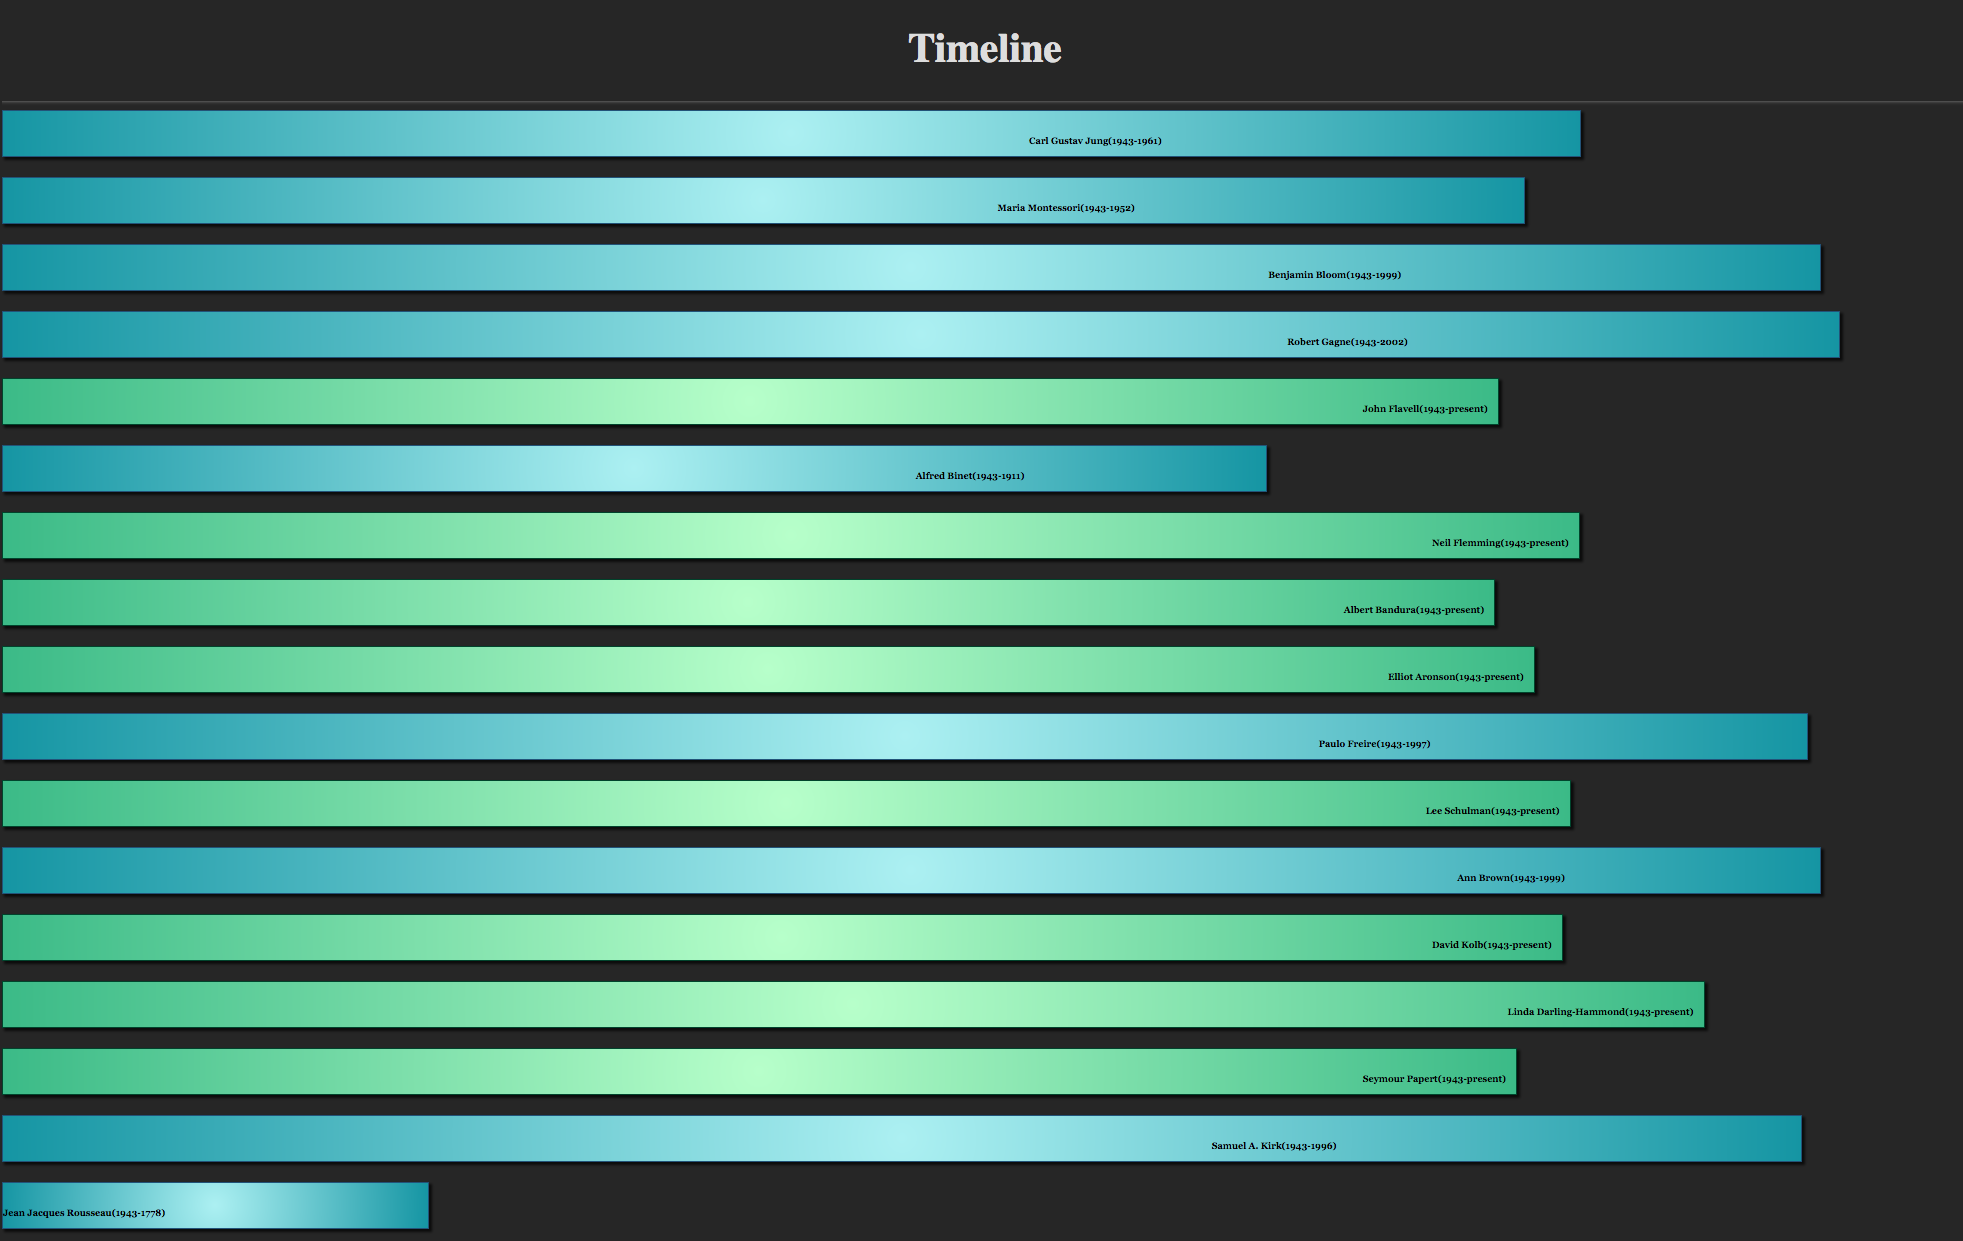 Timeline
Carl Gustav Jung(1943-1961)
Maria Montessori(1943-1952)
Benjamin Bloom(1943-1999)
Robert Gagne(1943-2002)
John Flavell(1943-present)
Alfred Binet(1943-1911)
Neil Flemming(1943-present)
Albert Bandura(1943-present)
Elliot Aronson(1943-present)
Paulo Freire(1943-1997)
Lee Schulman(1943-present)
Ann Brown(1943-1999)
David Kolb(1943-present)
Linda Darling-Hammond(1943-present)
Seymour Papert(1943-present)
Samuel A. Kirk(1943-1996)
Jean Jacques Rousseau(1943-1778)